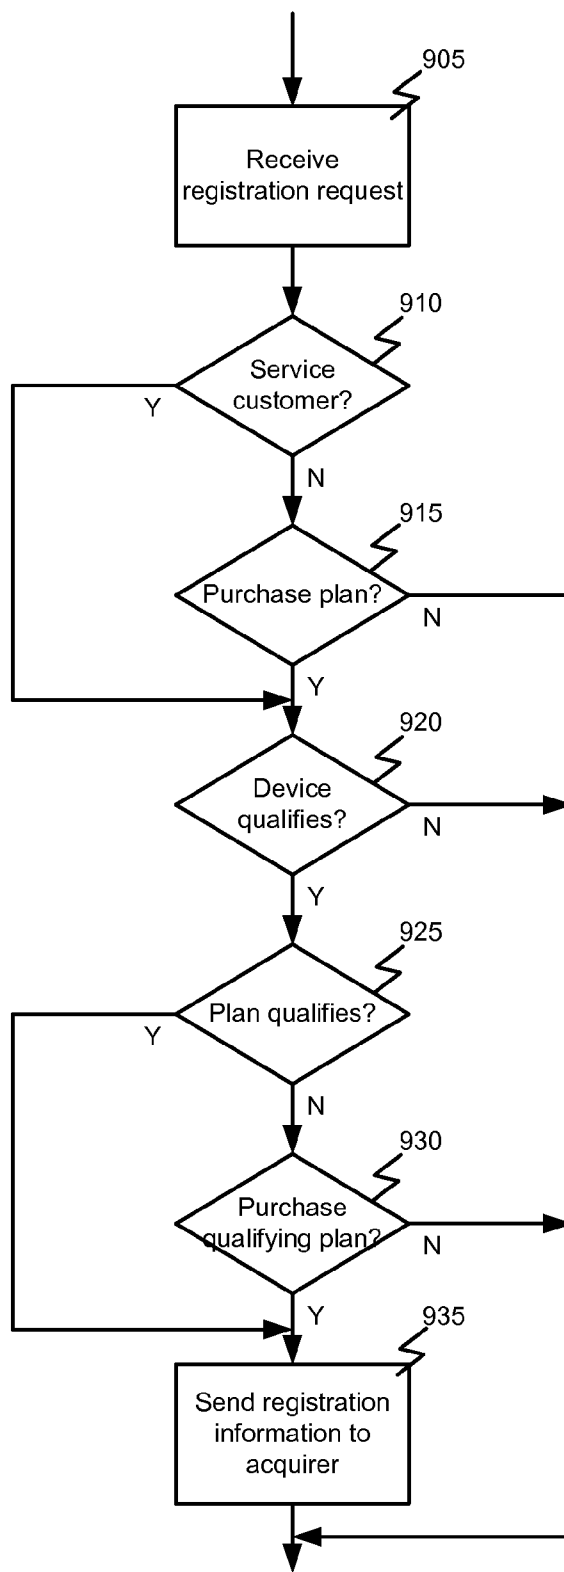 905
Receive
registration request
910
Service
customer?
Y
N
915
Purchase plan?
N
Y
920
Device
qualifies?
N
Y
925
Plan qualifies?
Y
N
930
Purchase
qualifying plan?
N
Y
935
Send registration
information to
acquirer